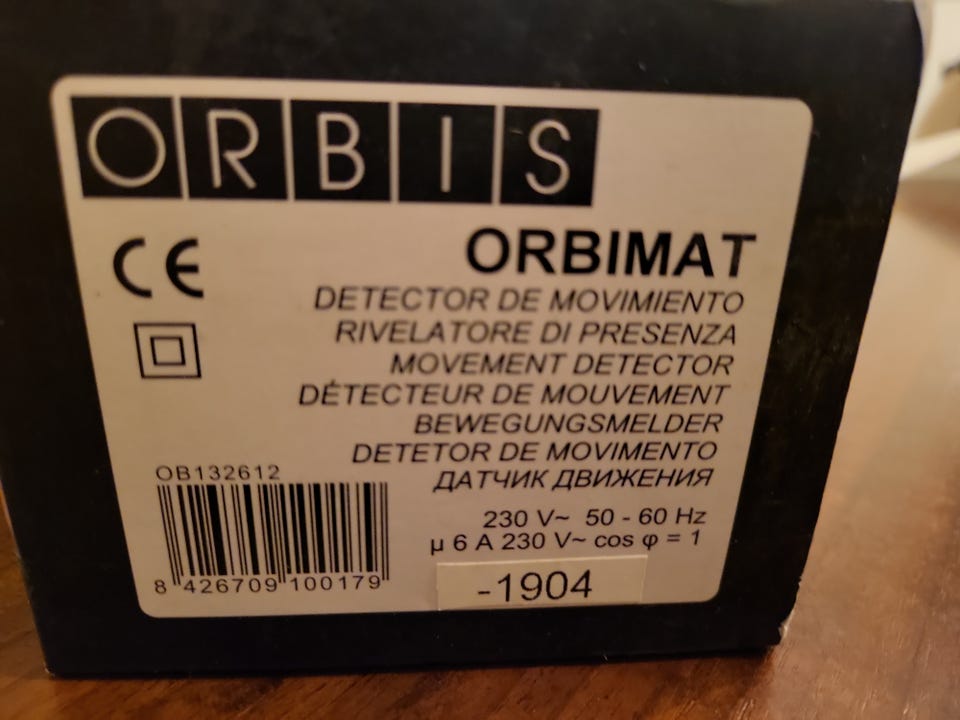 ORBIS
CE
ORBIMAT
DETECTOR DE MOVIMIENTO
RIVELATORE DI PRESENZA
MOVEMENT DETECTOR
DÉTECTEUR DE MOUVEMENT
BEWEGUNGSMELDER
DETETOR DE MOVIMENTO
ДАТЧИК ДВИЖЕНИЯ
OB132612
8 426709 100179
230 V~ 50 - 60 Hz
µ 6 A 230 V~ cos φ = 1
-1904